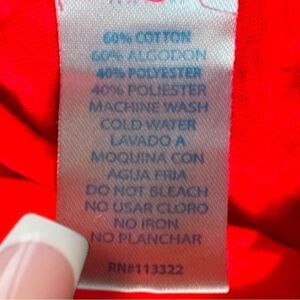 60% COTTON
60% ALGODON
40% POLYESTER
40% POLIESTER
MACHINE WASH
COLD WATER
LAVADO A
MOQUINA CON
AGUA FRIA
DO NOT BLEACH
NO USAR CLORO
NO IRON
NO PLANCHAR
RN#113322